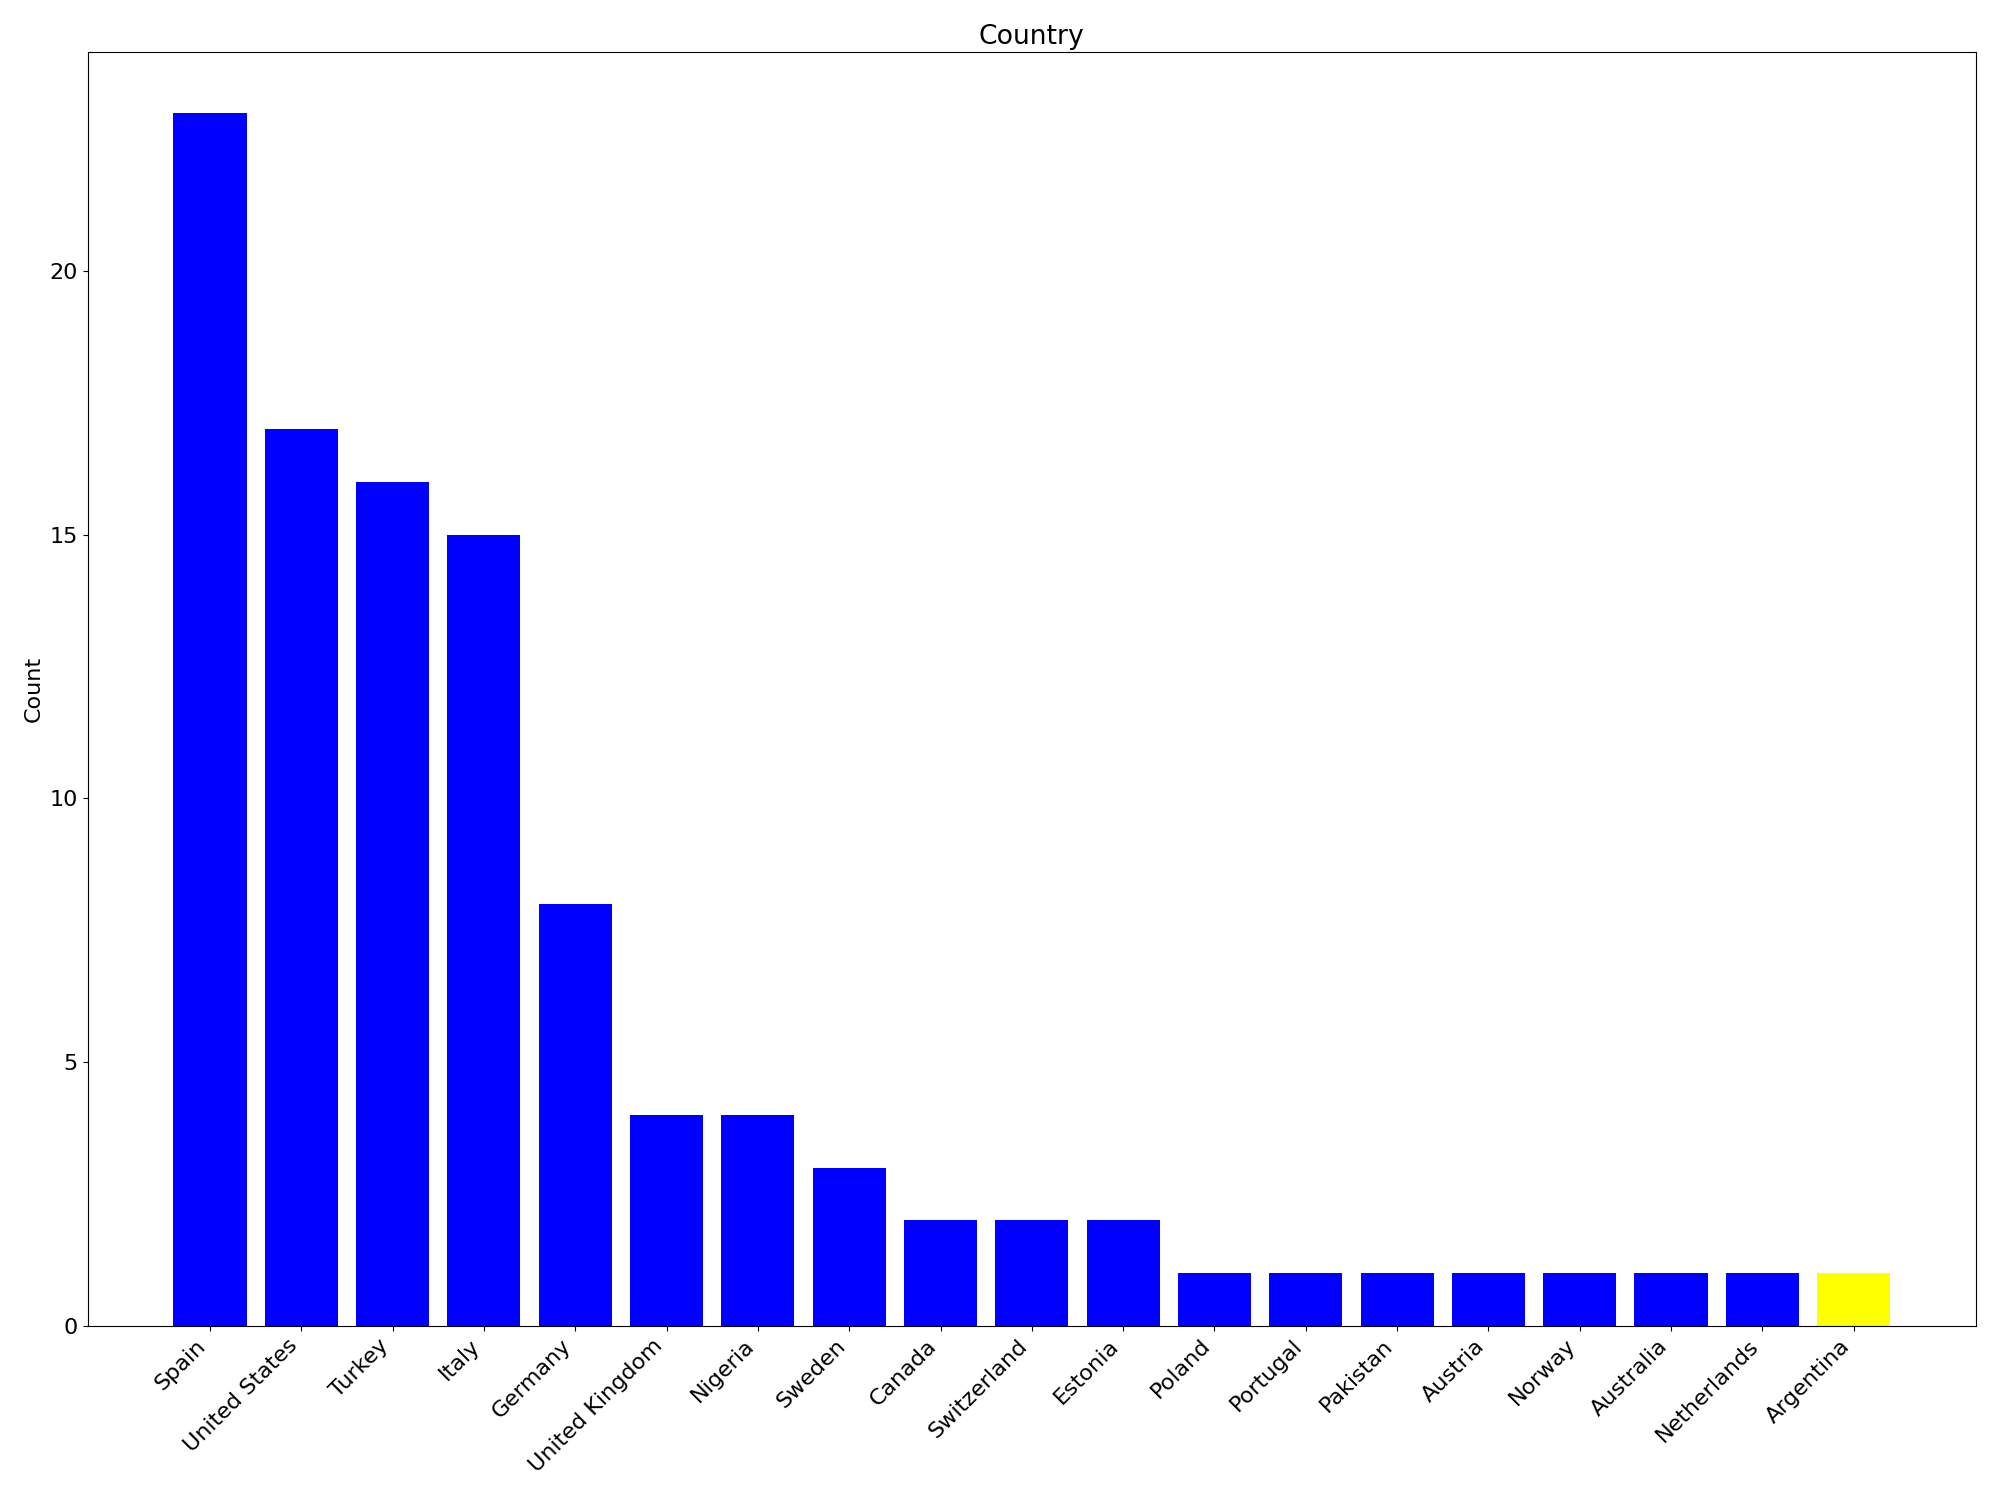 Country
Count
20
15
10
5
0
Spain
United States
Turkey
Italy
Germany
United Kingdom
Nigeria
Sweden
Canada
Switzerland
Estonia
Poland
Portugal
Pakistan
Austria
Norway
Australia
Netherlands
Argentina